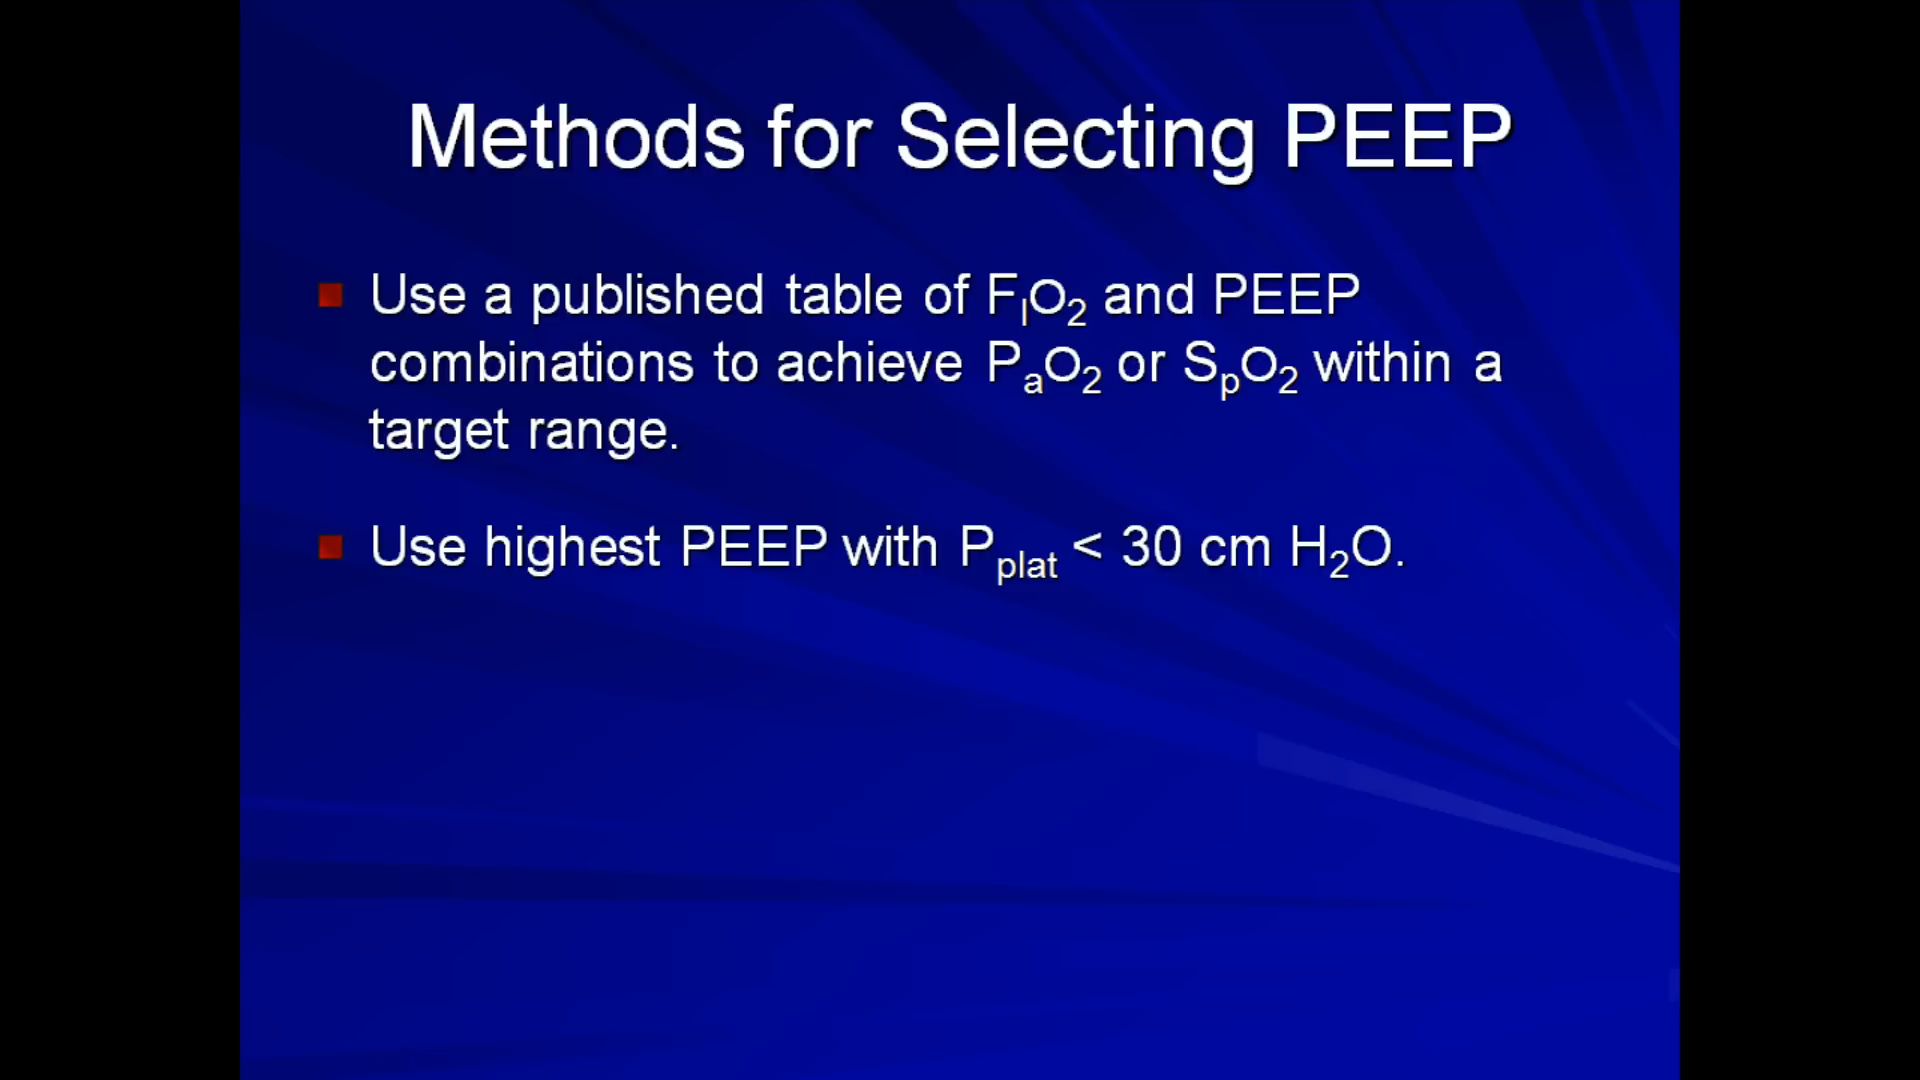 Methods for Selecting PEEP
Use a published table of FIO2 and PEEP
combinations to achieve PaO2 or SpO2 within a
target range.
Use highest PEEP with Pplat < 30 cm H2O.